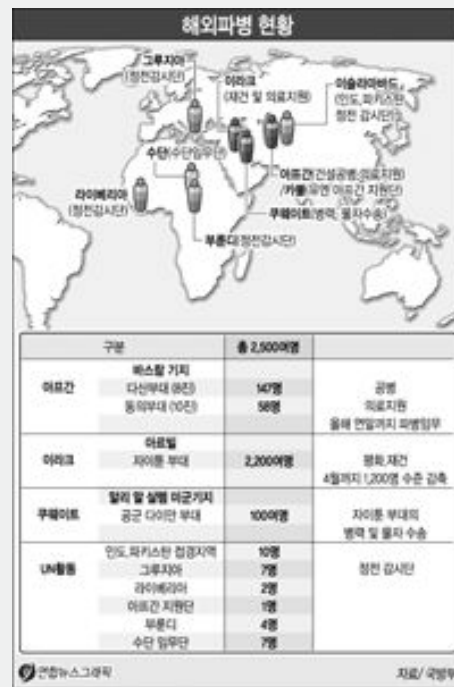 해외파병 현황
그루지아
(정전감시단)
이라크
(재건 및 의료지원)
이슬라마바드
(인도, 파키스탄
정전 감시단)
수단(수단임무단)
아프간(건설공병·의료지원)
/카불(유엔 아프간 지원단)
라이베리아
(정전감시단)
쿠웨이트(병력, 물자수송)
부룬디(정전감시단)
구분 총 2,500여명
바스람 기지
아프간 다산부대 (8진) 147명 공병
동의부대 (10진) 58명 의료지원
올해 연말까지 파병임무
아르빌
이라크 자이툰 부대 2,200여명 평화, 재건
4월까지 1,200명 수준 감축
알리 알 살렘 미군기지
쿠웨이트 공군 다이만 부대 100여명 자이툰 부대의
병력 및 물자 수송
UN활동 인도,파키스탄 접경지역 10명
그루지아 7명 정전 감시단
라이베리아 2명
아프간 지원단 1명
부룬디 4명
수단 임무단 7명
연합뉴스그래픽 자료/ 국방부